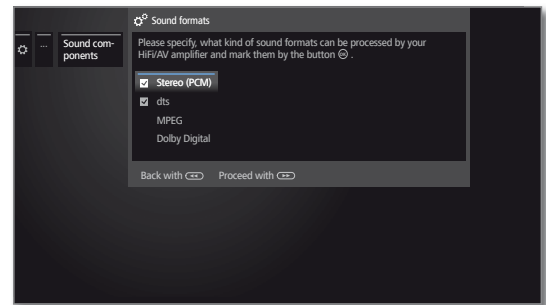 Sound formats
... Sound com-
ponents
Please specify, what kind of sound formats can be processed by your
HiFi/AV amplifier and mark them by the button OK .
Stereo (PCM)
dts
MPEG
Dolby Digital
Back with Proceed with